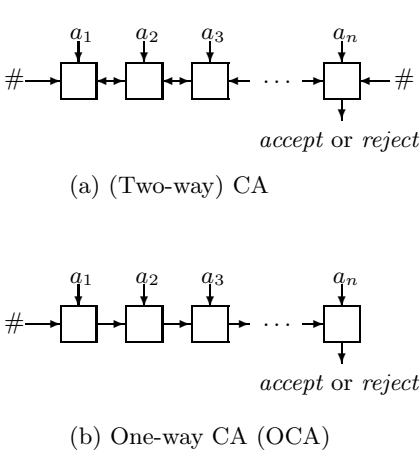 a1 a2 a3 an
# ... #
accept or reject
(a) (Two-way) CA
a1 a2 a3 an
# ...
accept or reject
(b) One-way CA (OCA)